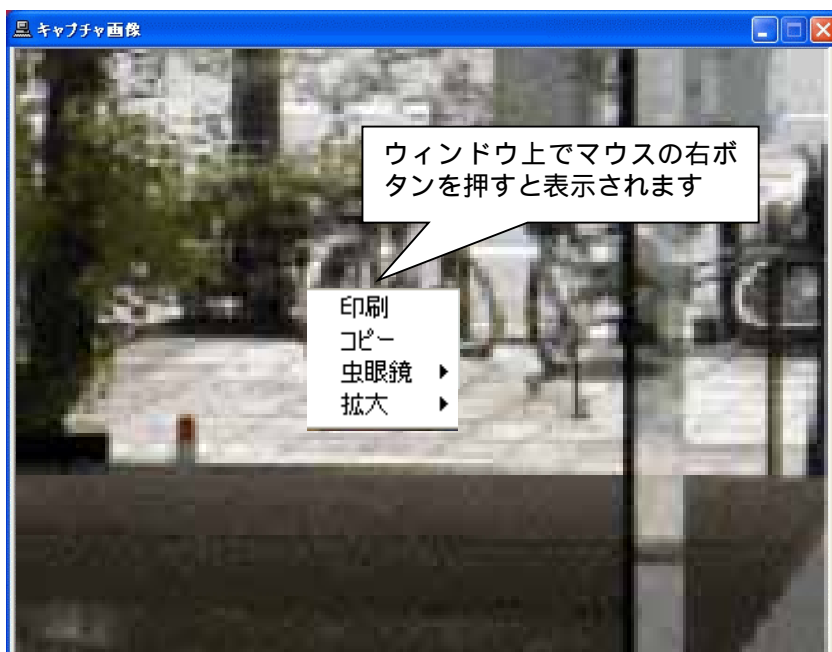 キャプチャ画像
ウィンドウ上でマウスの右ボ
タンを押すと表示されます
印刷
コピー
虫眼鏡
拡大